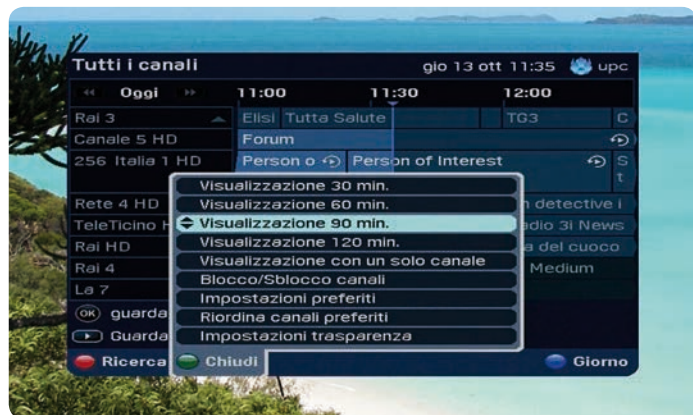 Tutti i canali gio 13 ott 11:35 upc
Oggi 11:00 11:30 12:00
Rai 3 Elisi Tutta Salute TG3 C
Canale 5 HD Forum
256 Italia 1 HD Person o Person of Interest S
t
Visualizzazione 30 min.
Rete 4 HD Visualizzazione 60 min. n detective i
TeleTicino H Visualizzazione 90 min. adio 3i News
Rai HD Visualizzazione 120 min. a del cuoco
Rai 4 Visualizzazione con un solo canale Medium
La 7 Blocco/Sblocco canali
Impostazioni preferiti
OK guarda Riordina canali preferiti
Guarda Impostazioni trasparenza
Ricerca Chiudi Giorno